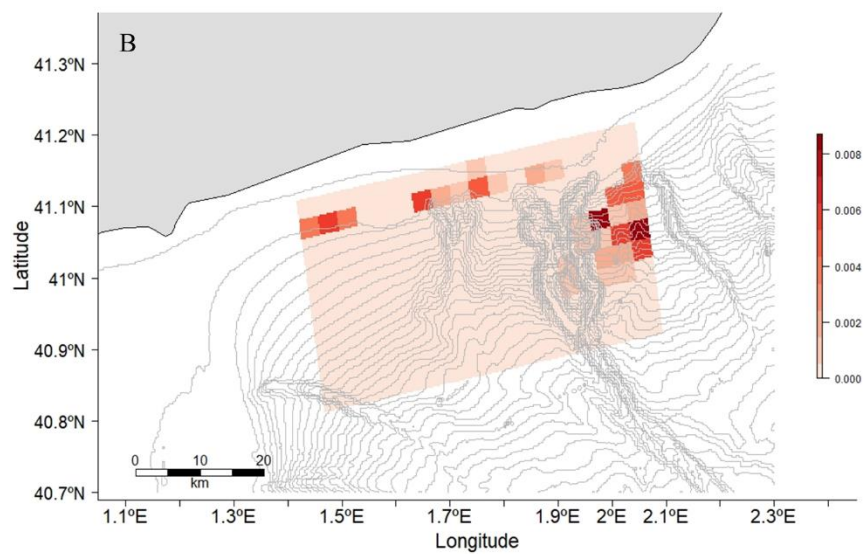 B
41.3ºN
41.2ºN
41.1ºN
41ºN
40.9ºN
40.8ºN
40.7ºN
Latitude
0.008
0.006
0.004
0.002
0.000
0 10 20
km
1.1ºE 1.3ºE 1.5ºE 1.7ºE 1.9ºE 2ºE 2.1ºE 2.3ºE
Longitude